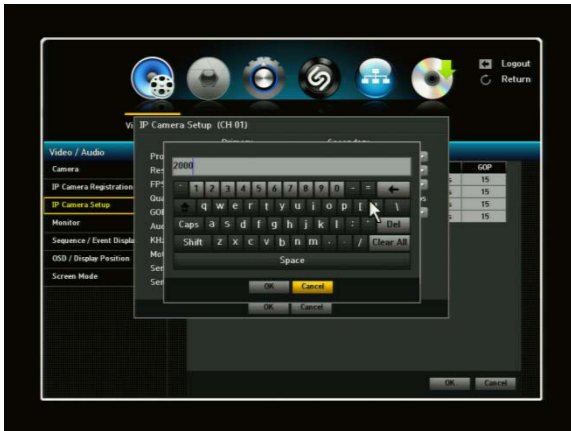 Logout
Return
IP Camera Setup (CH 01)
Video / Audio
Camera
IP Camera Registration
IP Camera Setup
Monitor
Sequence / Event Displa
OSD / Display Position
Screen Mode
2000
GOP
15
15
15
15
1 2 3 4 5 6 7 8 9 0 - =
q w e r t y u i o p [ \
Caps a s d f g h j k l Del
Shift z x c v b n m / Clear All
Space
OK Cancel
OK Cancel
OK Cancel